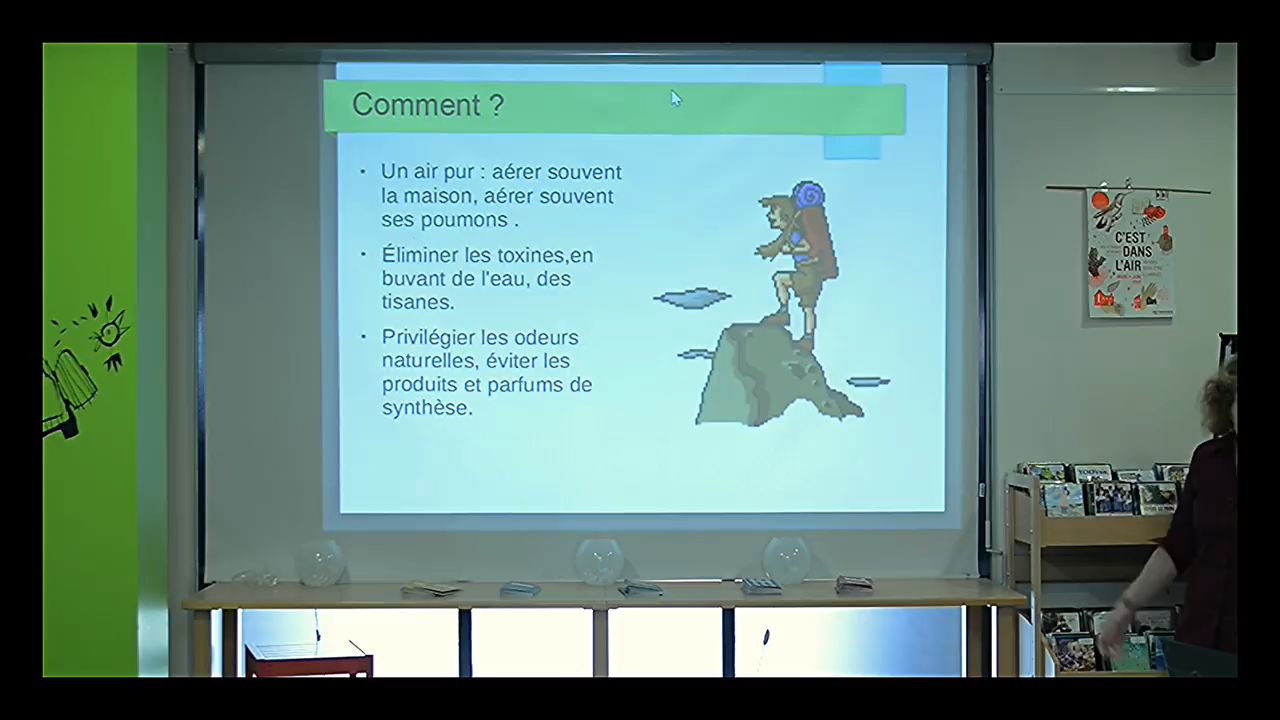 Comment ?
• Un air pur : aérer souvent
la maison, aérer souvent
ses poumons .
• Éliminer les toxines,en
buvant de l'eau, des
tisanes.
• Privilégier les odeurs
naturelles, éviter les
produits et parfums de
synthèse.
C'EST
DANS
L'AIR